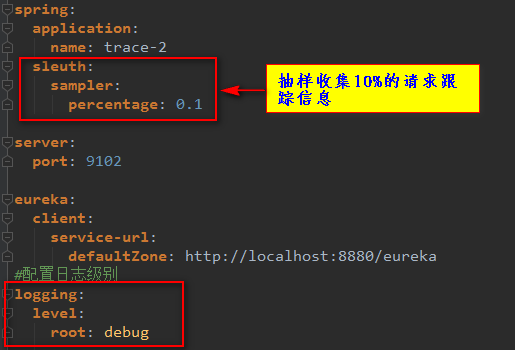 spring:
  application:
    name: trace-2
  sleuth:
    sampler:
      percentage: 0.1
抽样收集10%的请求跟
踪信息
server:
  port: 9102
eureka:
  client:
    service-url:
      defaultZone: http://localhost:8880/eureka
#配置日志级别
logging:
  level:
    root: debug